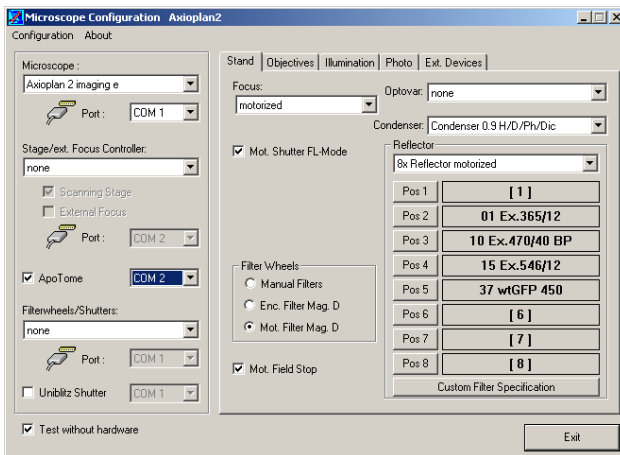 Microscope Configuration Axioplan2
Configuration About
Microscope :
Axioplan 2 imaging e
Port : COM 1
Stage/ext. Focus Controller:
none
Scanning Stage
External Focus
Port : COM 2
ApoTome COM 2
Filterwheels/Shutters:
none
Port : COM 1
Uniblitz Shutter COM 1
Test without hardware
Stand Objectives Illumination Photo Ext. Devices
Focus:
motorized
Optovar: none
Condenser: Condenser 0.9 H/D/Ph/Dic
Mot. Shutter FL-Mode
Filter Wheels
Manual Filters
Enc. Filter Mag. D
Mot. Filter Mag. D
Mot. Field Stop
Reflector
8x Reflector motorized
Pos 1 [ 1 ]
Pos 2 01 Ex.365/12
Pos 3 10 Ex.470/40 BP
Pos 4 15 Ex.546/12
Pos 5 37 wtGFP 450
Pos 6 [ 6 ]
Pos 7 [ 7 ]
Pos 8 [ 8 ]
Custom Filter Specification
Exit